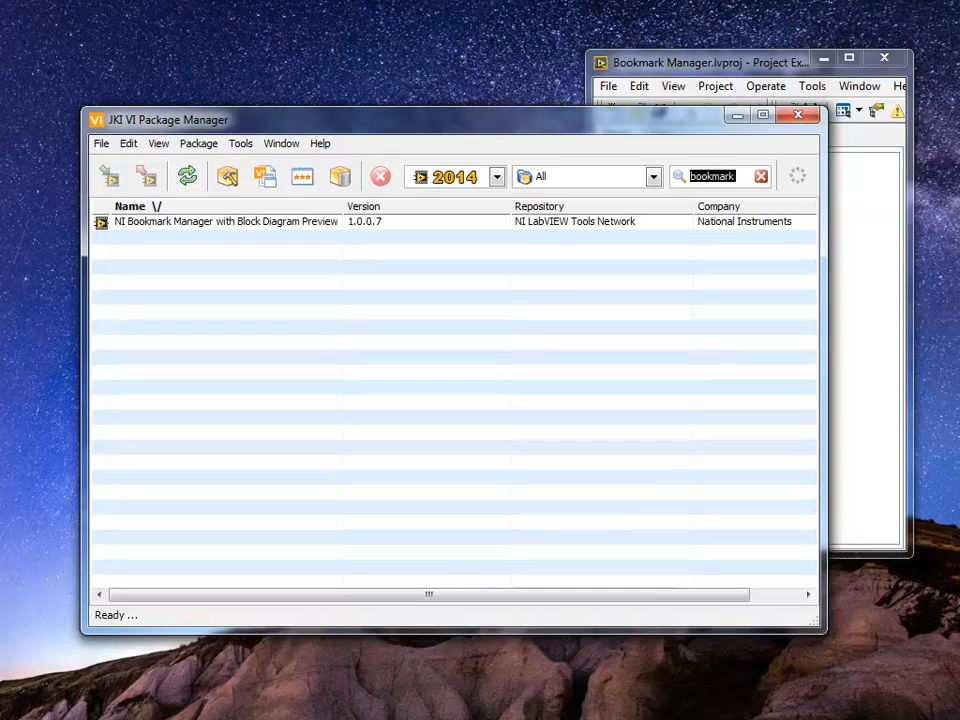 Bookmark Manager.lvproj - Project Ex...
File Edit View Project Operate Tools Window He
VI JKI VI Package Manager
File Edit View Package Tools Window Help
2014 All bookmark
Name \/ Version Repository Company
NI Bookmark Manager with Block Diagram Preview 1.0.0.7 NI LabVIEW Tools Network National Instruments
Ready ...